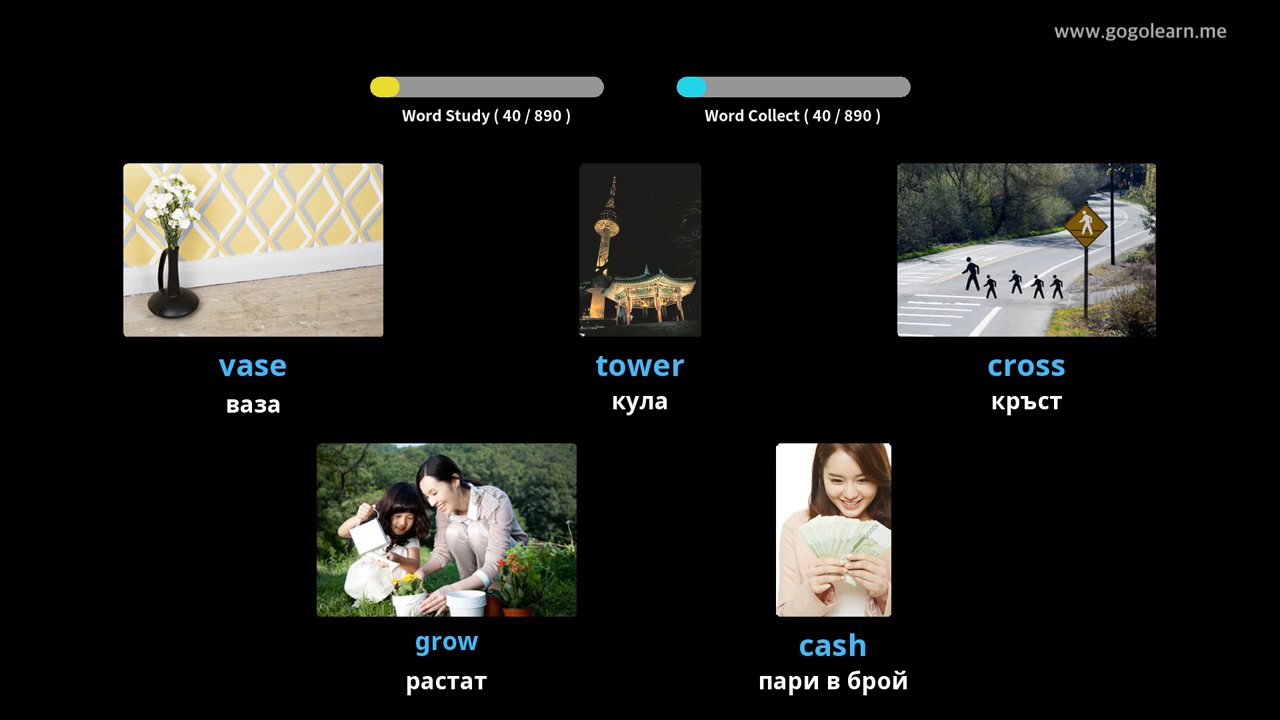 www.gogolearn.me
Word Study ( 40 / 890 )
Word Collect ( 40 / 890 )
vase
ваза
tower
кула
cross
кръст
grow
растат
cash
пари в брой